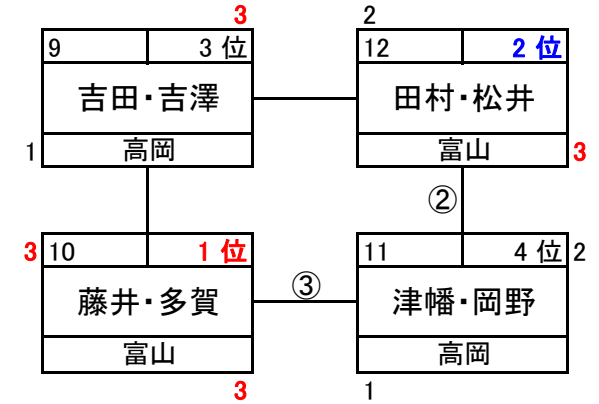 3 2
9 3 位 12 2 位
吉田・吉澤 田村・松井
1 高岡 富山 3
②
3 10 1 位 11 4 位 2
藤井・多賀 ③ 津幡・岡野
富山 高岡
3 1